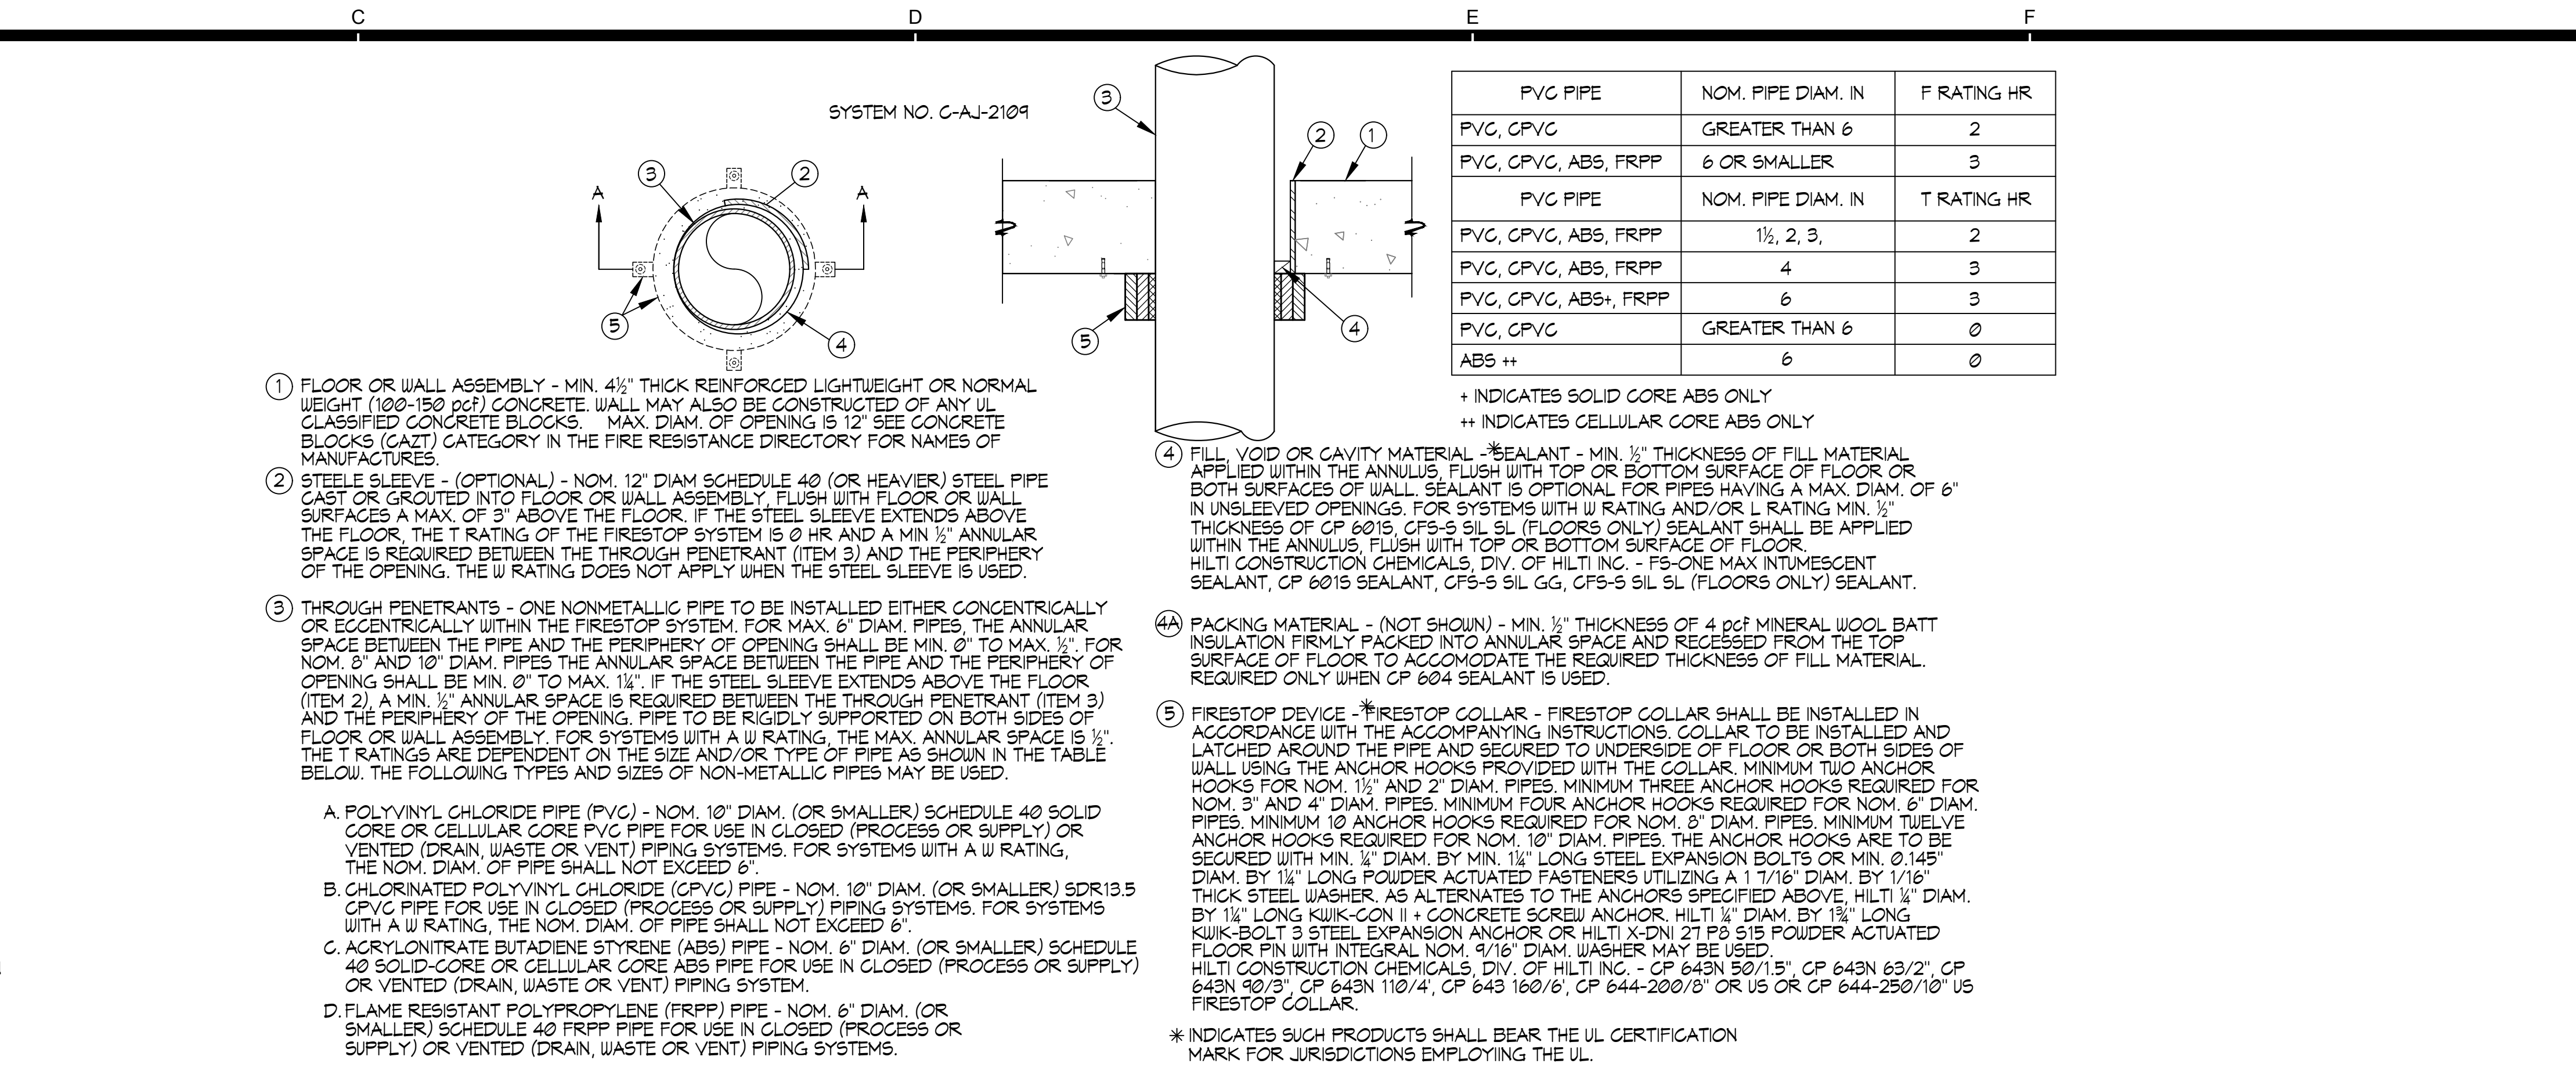 C D E F
SYSTEM NO. C-AJ-2109
3
2
A
A
5
4
3
2
1
5
4
PVC PIPE NOM. PIPE DIAM. IN F RATING HR
PVC, CPVC GREATER THAN 6 2
PVC, CPVC, ABS, FRPP 6 OR SMALLER 3
PVC PIPE NOM. PIPE DIAM. IN T RATING HR
PVC, CPVC, ABS, FRPP 1½, 2, 3, 2
PVC, CPVC, ABS, FRPP 4 3
PVC, CPVC, ABS+, FRPP 6 3
PVC, CPVC GREATER THAN 6 0
ABS ++ 6 0
+ INDICATES SOLID CORE ABS ONLY
++ INDICATES CELLULAR CORE ABS ONLY
1 FLOOR OR WALL ASSEMBLY - MIN. 4½" THICK REINFORCED LIGHTWEIGHT OR NORMAL
WEIGHT (100-150 pcf) CONCRETE. WALL MAY ALSO BE CONSTRUCTED OF ANY UL
CLASSIFIED CONCRETE BLOCKS. MAX. DIAM. OF OPENING IS 12" SEE CONCRETE
BLOCKS (CAZT) CATEGORY IN THE FIRE RESISTANCE DIRECTORY FOR NAMES OF
MANUFACTURES.
2 STEELE SLEEVE - (OPTIONAL) - NOM. 12" DIAM SCHEDULE 40 (OR HEAVIER) STEEL PIPE
CAST OR GROUTED INTO FLOOR OR WALL ASSEMBLY, FLUSH WITH FLOOR OR WALL
SURFACES A MAX. OF 3" ABOVE THE FLOOR. IF THE STEEL SLEEVE EXTENDS ABOVE
THE FLOOR, THE T RATING OF THE FIRESTOP SYSTEM IS 0 HR AND A MIN ½" ANNULAR
SPACE IS REQUIRED BETWEEN THE THROUGH PENETRANT (ITEM 3) AND THE PERIPHERY
OF THE OPENING. THE W RATING DOES NOT APPLY WHEN THE STEEL SLEEVE IS USED.
3 THROUGH PENETRANTS - ONE NONMETALLIC PIPE TO BE INSTALLED EITHER CONCENTRICALLY
OR ECCENTRICALLY WITHIN THE FIRESTOP SYSTEM. FOR MAX. 6" DIAM. PIPES, THE ANNULAR
SPACE BETWEEN THE PIPE AND THE PERIPHERY OF OPENING SHALL BE MIN. 0" TO MAX. ½". FOR
NOM. 8" AND 10" DIAM. PIPES THE ANNULAR SPACE BETWEEN THE PIPE AND THE PERIPHERY OF
OPENING SHALL BE MIN. 0" TO MAX. 1¼". IF THE STEEL SLEEVE EXTENDS ABOVE THE FLOOR
(ITEM 2), A MIN. ½" ANNULAR SPACE IS REQUIRED BETWEEN THE THROUGH PENETRANT (ITEM 3)
AND THE PERIPHERY OF THE OPENING. PIPE TO BE RIGIDLY SUPPORTED ON BOTH SIDES OF
FLOOR OR WALL ASSEMBLY. FOR SYSTEMS WITH A W RATING, THE MAX. ANNULAR SPACE IS ½".
THE T RATINGS ARE DEPENDENT ON THE SIZE AND/OR TYPE OF PIPE AS SHOWN IN THE TABLE
BELOW. THE FOLLOWING TYPES AND SIZES OF NON-METALLIC PIPES MAY BE USED.
A. POLYVINYL CHLORIDE PIPE (PVC) - NOM. 10" DIAM. (OR SMALLER) SCHEDULE 40 SOLID
CORE OR CELLULAR CORE PVC PIPE FOR USE IN CLOSED (PROCESS OR SUPPLY) OR
VENTED (DRAIN, WASTE OR VENT) PIPING SYSTEMS. FOR SYSTEMS WITH A W RATING,
THE NOM. DIAM. OF PIPE SHALL NOT EXCEED 6".
B. CHLORINATED POLYVINYL CHLORIDE (CPVC) PIPE - NOM. 10" DIAM. (OR SMALLER) SDR13.5
CPVC PIPE FOR USE IN CLOSED (PROCESS OR SUPPLY) PIPING SYSTEMS. FOR SYSTEMS
WITH A W RATING, THE NOM. DIAM. OF PIPE SHALL NOT EXCEED 6".
C. ACRYLONITRATE BUTADIENE STYRENE (ABS) PIPE - NOM. 6" DIAM. (OR SMALLER) SCHEDULE
40 SOLID-CORE OR CELLULAR CORE ABS PIPE FOR USE IN CLOSED (PROCESS OR SUPPLY)
OR VENTED (DRAIN, WASTE OR VENT) PIPING SYSTEM.
D. FLAME RESISTANT POLYPROPYLENE (FRPP) PIPE - NOM. 6" DIAM. (OR
SMALLER) SCHEDULE 40 FRPP PIPE FOR USE IN CLOSED (PROCESS OR
SUPPLY) OR VENTED (DRAIN, WASTE OR VENT) PIPING SYSTEMS.
4 FILL, VOID OR CAVITY MATERIAL -*SEALANT - MIN. ½" THICKNESS OF FILL MATERIAL
APPLIED WITHIN THE ANNULUS, FLUSH WITH TOP OR BOTTOM SURFACE OF FLOOR OR
BOTH SURFACES OF WALL. SEALANT IS OPTIONAL FOR PIPES HAVING A MAX. DIAM. OF 6"
IN UNSLEEVED OPENINGS. FOR SYSTEMS WITH W RATING AND/OR L RATING MIN. ½"
THICKNESS OF CP 601S, CFS-S SIL SL (FLOORS ONLY) SEALANT SHALL BE APPLIED
WITHIN THE ANNULUS, FLUSH WITH TOP OR BOTTOM SURFACE OF FLOOR.
HILTI CONSTRUCTION CHEMICALS, DIV. OF HILTI INC. - FS-ONE MAX INTUMESCENT
SEALANT, CP 601S SEALANT, CFS-S SIL GG, CFS-S SIL SL (FLOORS ONLY) SEALANT.
4A PACKING MATERIAL - (NOT SHOWN) - MIN. ½" THICKNESS OF 4 pcf MINERAL WOOL BATT
INSULATION FIRMLY PACKED INTO ANNULAR SPACE AND RECESSED FROM THE TOP
SURFACE OF FLOOR TO ACCOMODATE THE REQUIRED THICKNESS OF FILL MATERIAL.
REQUIRED ONLY WHEN CP 604 SEALANT IS USED.
5 FIRESTOP DEVICE -*FIRESTOP COLLAR - FIRESTOP COLLAR SHALL BE INSTALLED IN
ACCORDANCE WITH THE ACCOMPANYING INSTRUCTIONS. COLLAR TO BE INSTALLED AND
LATCHED AROUND THE PIPE AND SECURED TO UNDERSIDE OF FLOOR OR BOTH SIDES OF
WALL USING THE ANCHOR HOOKS PROVIDED WITH THE COLLAR. MINIMUM TWO ANCHOR
HOOKS FOR NOM. 1½" AND 2" DIAM. PIPES. MINIMUM THREE ANCHOR HOOKS REQUIRED FOR
NOM. 3" AND 4" DIAM. PIPES. MINIMUM FOUR ANCHOR HOOKS REQUIRED FOR NOM. 6" DIAM.
PIPES. MINIMUM 10 ANCHOR HOOKS REQUIRED FOR NOM. 8" DIAM. PIPES. MINIMUM TWELVE
ANCHOR HOOKS REQUIRED FOR NOM. 10" DIAM. PIPES. THE ANCHOR HOOKS ARE TO BE
SECURED WITH MIN. ¼" DIAM. BY MIN. 1¼" LONG STEEL EXPANSION BOLTS OR MIN. 0.145"
DIAM. BY 1¼" LONG POWDER ACTUATED FASTENERS UTILIZING A 1 7/16" DIAM. BY 1/16"
THICK STEEL WASHER. AS ALTERNATES TO THE ANCHORS SPECIFIED ABOVE, HILTI ¼" DIAM.
BY 1¼" LONG KWIK-CON II + CONCRETE SCREW ANCHOR. HILTI ¼" DIAM. BY 1¾" LONG
KWIK-BOLT 3 STEEL EXPANSION ANCHOR OR HILTI X-DNI 27 P8 S15 POWDER ACTUATED
FLOOR PIN WITH INTEGRAL NOM. 9/16" DIAM. WASHER MAY BE USED.
HILTI CONSTRUCTION CHEMICALS, DIV. OF HILTI INC. - CP 643N 50/1.5", CP 643N 63/2", CP
643N 90/3", CP 643N 110/4', CP 643 160/6', CP 644-200/8" OR US OR CP 644-250/10" US
FIRESTOP COLLAR.
* INDICATES SUCH PRODUCTS SHALL BEAR THE UL CERTIFICATION
MARK FOR JURISDICTIONS EMPLOYIING THE UL.